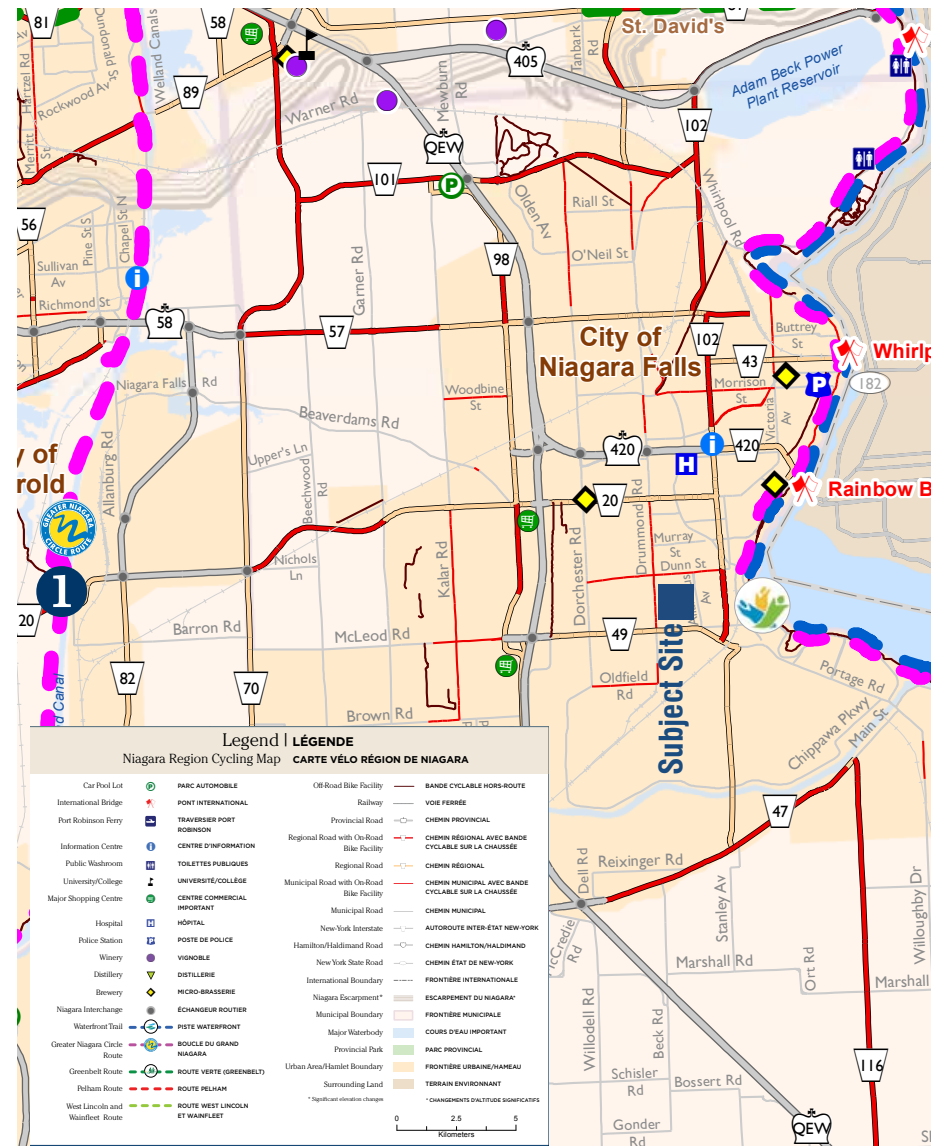 81
58
St. David's
Hartzel Rd
Cudnopauld St
Welland Canals
Tanbark
Rd
405
Adam Beck Power
Plant Reservoir
Rockwood Av
89
Mewburn
Rd
Warner Rd
102
QEW
Merritt
St
101
P
Olden Av
Whirlpool Rd
56
Pine St S
Chapel St N
Riall St
Sullivan
Av
Garner Rd
98
O'Neil St
i
Richmond St
58
57
City of
Niagara Falls
102
Buttrey
St
43
Whirlp
Niagara Falls Rd
Woodbine
St
Morrison
St
P
182
Beaverdams Rd
Victoria
Av
y of
rold
Allanburg Rd
Upper's Ln
Beechwood
Rd
420
i
420
H
Rainbow B
20
GREATER NIAGARA
CIRCLE ROUTE
Kalar Rd
Dorchester Rd
Drummond Rd
Murray
St
Dunn St
Nichols
Ln
1
Av
20
Barron Rd
McLeod Rd
49
Subject Site
82
70
Oldfield
Rd
Portage Rd
d Canal
Brown Rd
Chippawa Pkwy
Main St
Legend | LÉGENDE
Niagara Region Cycling Map CARTE VÉLO RÉGION DE NIAGARA
Car Pool Lot P PARC AUTOMOBILE
International Bridge PONT INTERNATIONAL
Port Robinson Ferry TRAVERSIER PORT
ROBINSON
Information Centre i CENTRE D'INFORMATION
Public Washroom TOILETTES PUBLIQUES
University/College UNIVERSITÉ/COLLÈGE
Major Shopping Centre CENTRE COMMERCIAL
IMPORTANT
Hospital H HÔPITAL
Police Station P POSTE DE POLICE
Winery VIGNOBLE
Distillery DISTILLERIE
Brewery MICRO-BRASSERIE
Niagara Interchange ÉCHANGEUR ROUTIER
Waterfront Trail PISTE WATERFRONT
Greater Niagara Circle
Route BOUCLE DU GRAND
NIAGARA
Greenbelt Route ROUTE VERTE (GREENBELT)
Pelham Route ROUTE PELHAM
West Lincoln and
Wainfleet Route ROUTE WEST LINCOLN
ET WAINFLEET
Off-Road Bike Facility BANDE CYCLABLE HORS-ROUTE
Railway VOIE FERRÉE
Provincial Road CHEMIN PROVINCIAL
Regional Road with On-Road
Bike Facility CHEMIN RÉGIONAL AVEC BANDE
CYCLABLE SUR LA CHAUSSÉE
Regional Road CHEMIN RÉGIONAL
Municipal Road with On-Road
Bike Facility CHEMIN MUNICIPAL AVEC BANDE
CYCLABLE SUR LA CHAUSSÉE
Municipal Road CHEMIN MUNICIPAL
New-York Interstate AUTOROUTE INTER-ÉTAT NEW-YORK
Hamilton/Haldimand Road CHEMIN HAMILTON/HALDIMAND
New York State Road CHEMIN ÉTAT DE NEW-YORK
International Boundary FRONTIÈRE INTERNATIONALE
Niagara Escarpment* ESCARPEMENT DU NIAGARA*
Municipal Boundary FRONTIÈRE MUNICIPALE
Major Waterbody COURS D'EAU IMPORTANT
Provincial Park PARC PROVINCIAL
Urban Area/Hamlet Boundary FRONTIÈRE URBAINE/HAMEAU
Surrounding Land TERRAIN ENVIRONNANT
* Significant elevation changes * CHANGEMENTS D'ALTITUDE SIGNIFICATIFS
0 2.5 5
Kilometers
47
Dell Rd
Reixinger Rd
Stanley Av
Willoughby Dr
McCredie
Rd
Marshall Rd
Ort Rd
Marshall
Willodell Rd
Beck Rd
116
Schisler
Rd
Bossert Rd
Gonder
Rd
QEW